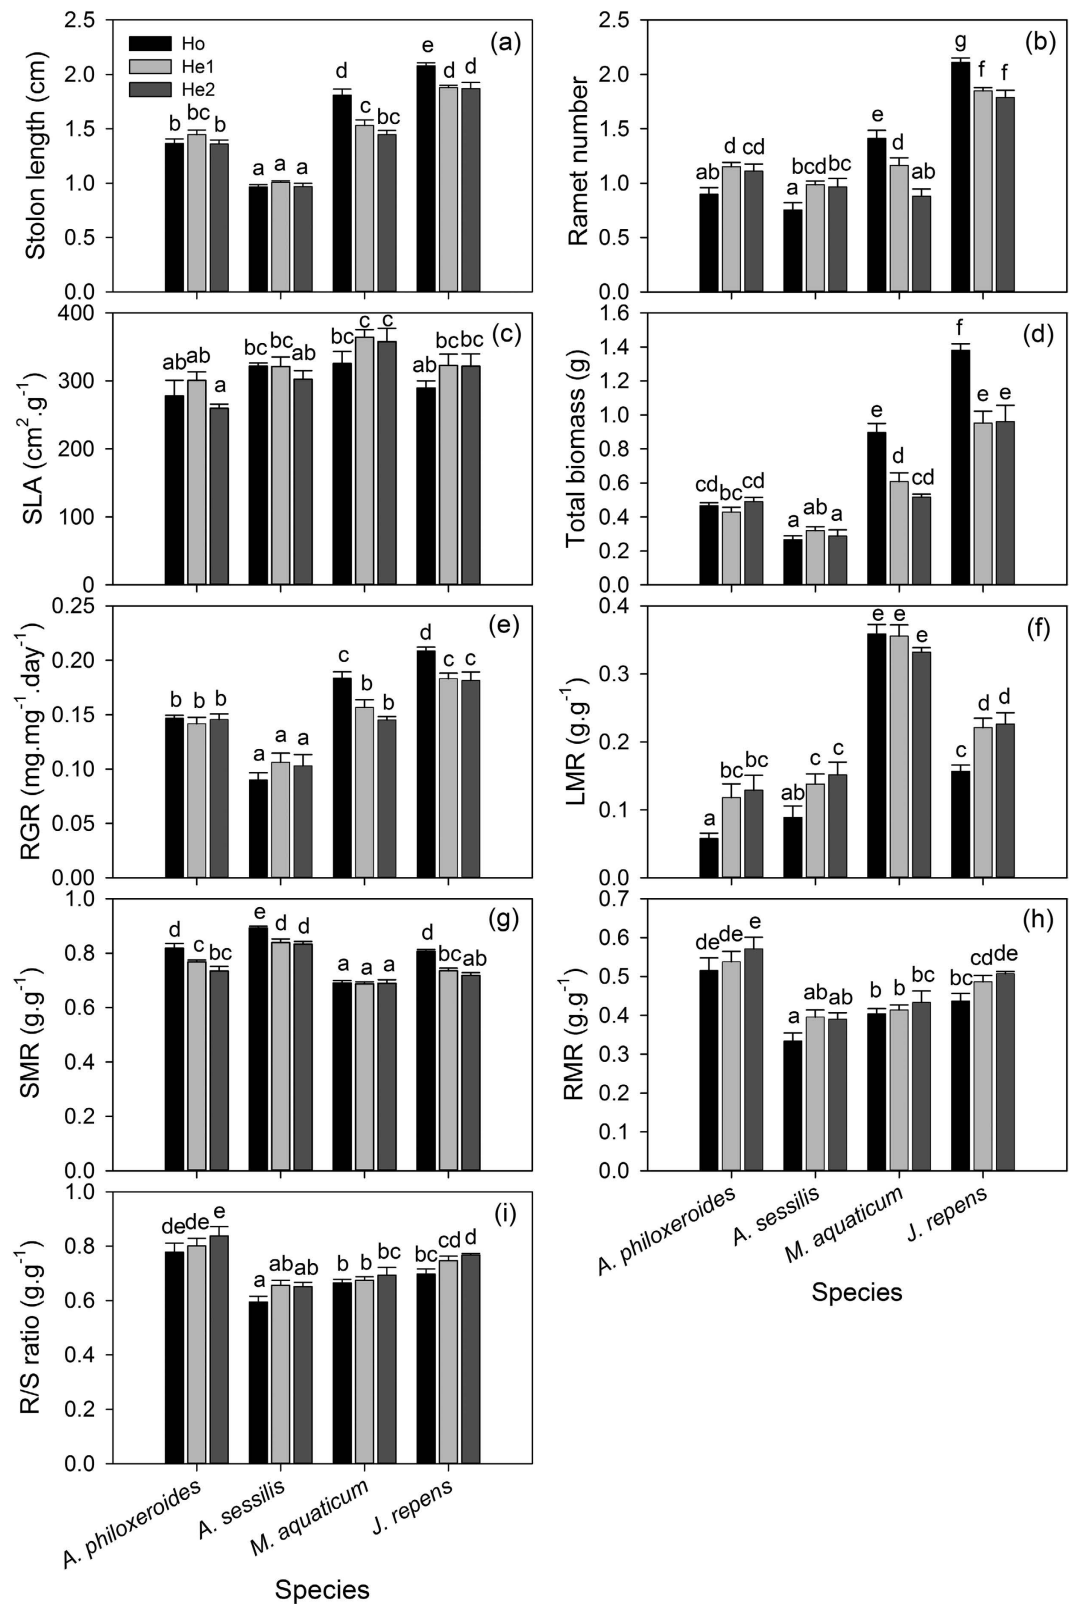 (a)
Ho
He1
He2
Stolon length (cm)
2.5
2.0
1.5
1.0
0.5
0.0
b bc b
a a a
d c bc
e d d
(b)
Ramet number
2.5
2.0
1.5
1.0
0.5
0.0
ab d cd
a bcd bc
e d ab
g f f
(c)
SLA (cm².g⁻¹)
400
300
200
100
0
ab ab a
bc bc ab
bc c c
ab bc bc
(d)
Total biomass (g)
1.6
1.4
1.2
1.0
0.8
0.6
0.4
0.2
0.0
cd bc cd
a ab a
e d cd
f e e
(e)
RGR (mg.mg⁻¹.day⁻¹)
0.25
0.20
0.15
0.10
0.05
0.00
b b b
a a a
c b b
d c c
(f)
LMR (g.g⁻¹)
0.4
0.3
0.2
0.1
0.0
a bc bc
ab c c
e e e
c d d
(g)
SMR (g.g⁻¹)
1.0
0.8
0.6
0.4
0.2
0.0
d c bc
e d d
a a a
d bc ab
(h)
RMR (g.g⁻¹)
0.7
0.6
0.5
0.4
0.3
0.2
0.1
0.0
de de e
a ab ab
b b bc
bc cd de
A. philoxeroides
A. sessilis
M. aquaticum
J. repens
Species
(i)
R/S ratio (g.g⁻¹)
1.0
0.8
0.6
0.4
0.2
0.0
de de e
a ab ab
b b bc
bc cd d
A. philoxeroides
A. sessilis
M. aquaticum
J. repens
Species